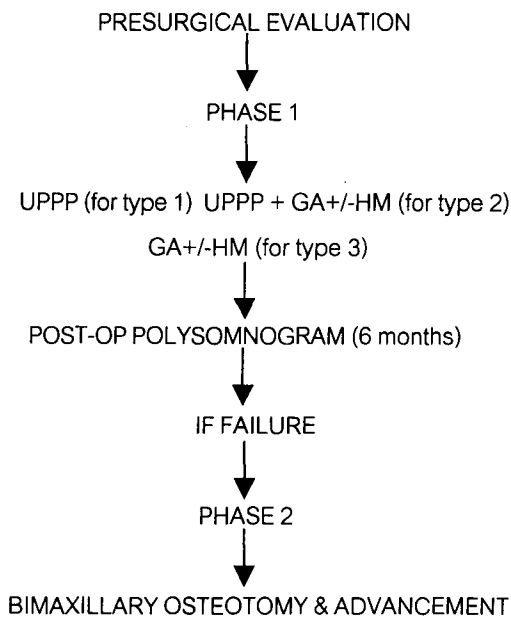 PRESURGICAL EVALUATION
PHASE 1
UPPP (for type 1) UPPP + GA+/-HM (for type 2)
GA+/-HM (for type 3)
POST-OP POLYSOMNOGRAM (6 months)
IF FAILURE
PHASE 2
BIMAXILLARY OSTEOTOMY & ADVANCEMENT